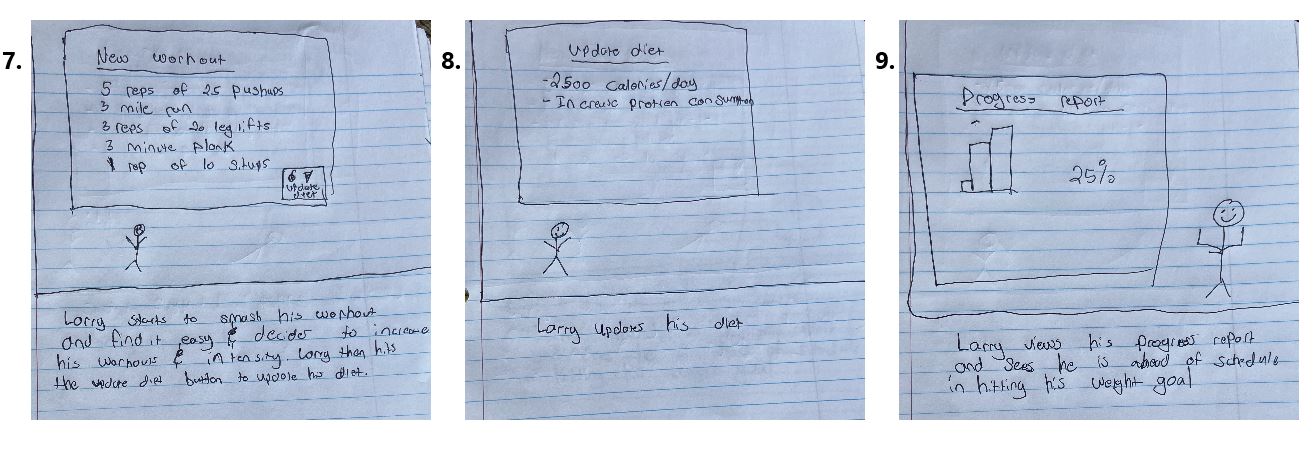 7.
New workout
5 reps of 25 pushups
3 mile run
3 reps of 20 leg lifts
3 minute plank
1 rep of 10 situps
update
diet
Larry starts to smash his workout
and find it easy & decides to increase
his workouts & intensity. Larry than hits
the update diet button to update his diet.
8.
Update diet
-2500 calories/day
- Increase protien consumtion
Larry updates his diet
9.
Progress report
25%
Larry views his progress report
and sees he is ahead of schedule
in hitting his weight goal